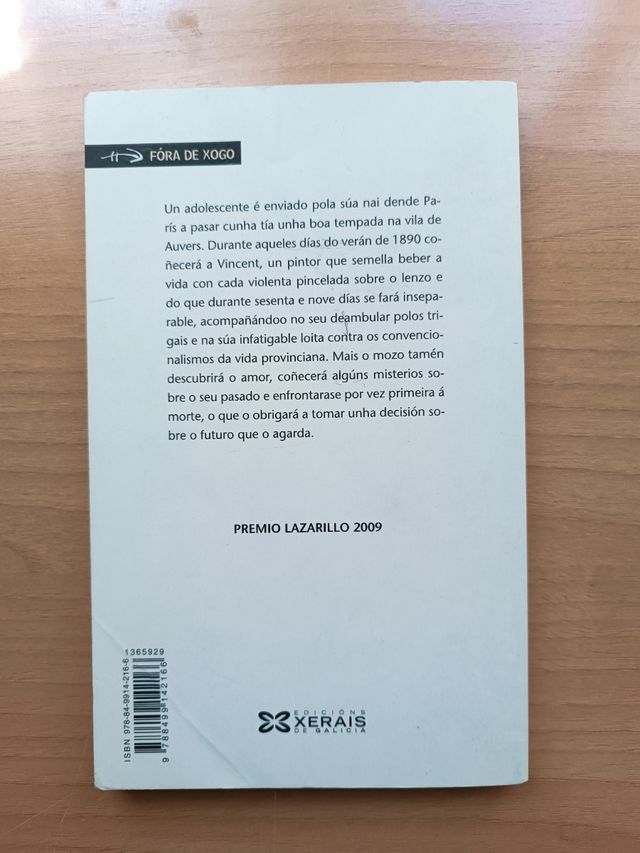 FÓRA DE XOGO
Un adolescente é enviado pola súa nai dende Pa-
rís a pasar cunha tía unha boa tempada na vila de
Auvers. Durante aqueles días do verán de 1890 co-
ñecerá a Vincent, un pintor que semella beber a
vida con cada violenta pincelada sobre o lenzo e
do que durante sesenta e nove días se fará insepa-
rable, acompañándoo no seu deambular polos tri-
gais e na súa infatigable loita contra os convencio-
nalismos da vida provinciana. Mais o mozo tamén
descubrirá o amor, coñecerá algúns misterios so-
bre o seu pasado e enfrontarase por vez primeira á
morte, o que o obrigará a tomar unha decisión so-
bre o futuro que o agarda.
PREMIO LAZARILLO 2009
1365929
ISBN 978-84-9914-216-6
9 788499 142166
EDICIÓNS
XERAIS
DE GALICIA